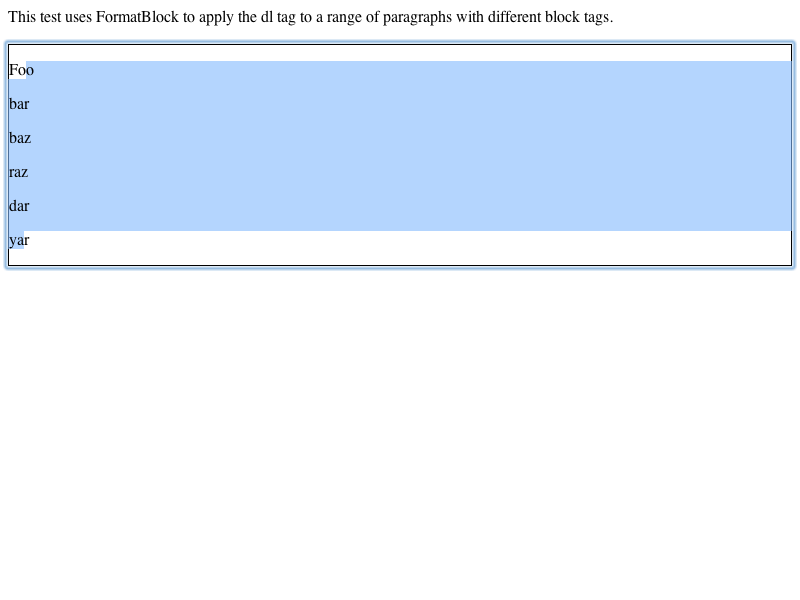 This test uses FormatBlock to apply the dl tag to a range of paragraphs with different block tags.
Foo
bar
baz
raz
dar
yar